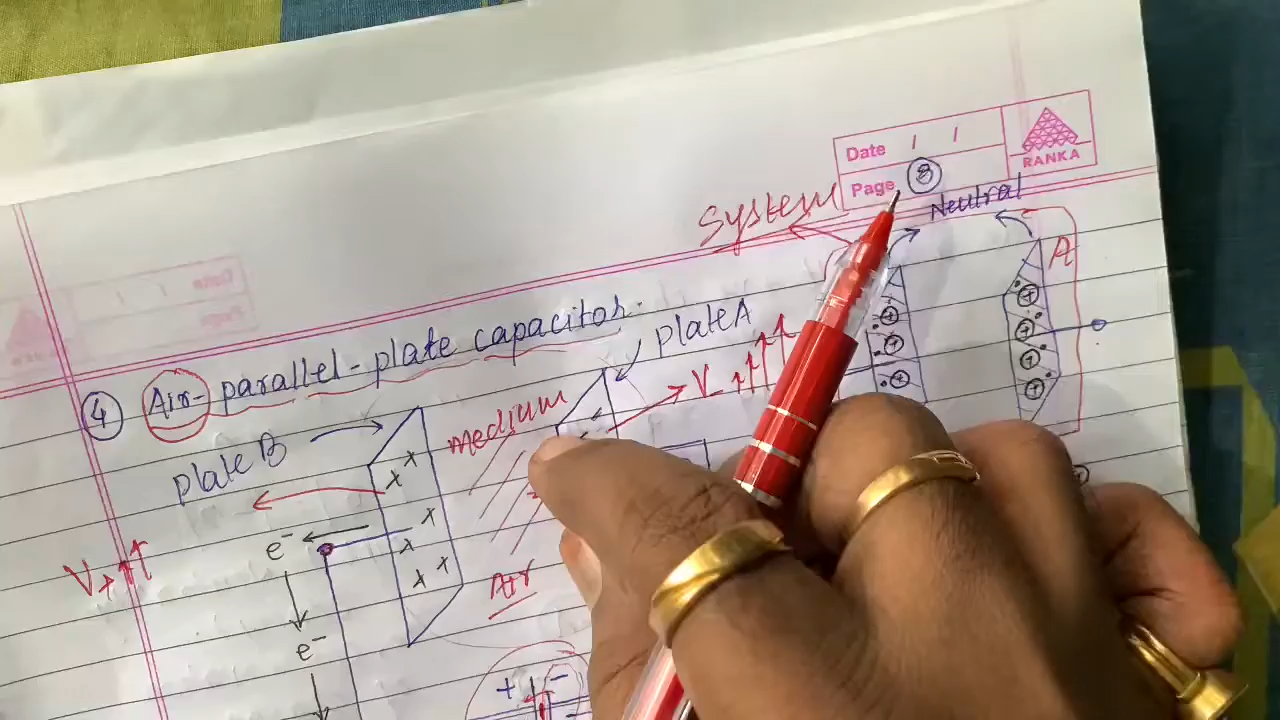 Date / /
Page 8
RANKA
System
Neutral
A
4 Air-parallel-plate capacitor.
plate A
V
medium
plate B
e-
V
Air
e-
+ -